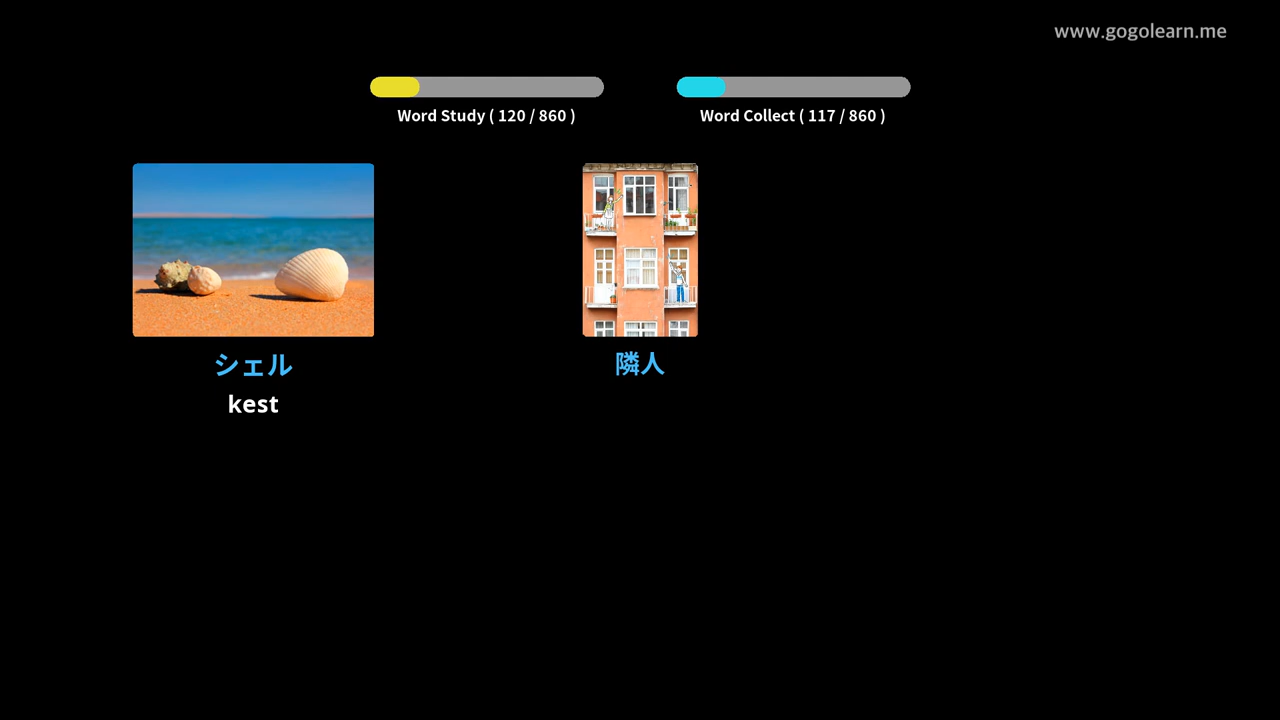 www.gogolearn.me
Word Study ( 120 / 860 )
Word Collect ( 117 / 860 )
シェル
kest
隣人